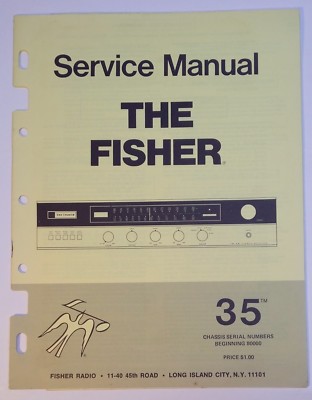 Service Manual
THE
FISHER®
35™
CHASSIS SERIAL NUMBERS
BEGINNING 80000
PRICE $1.00
FISHER RADIO • 11-40 45th ROAD • LONG ISLAND CITY, N.Y. 11101